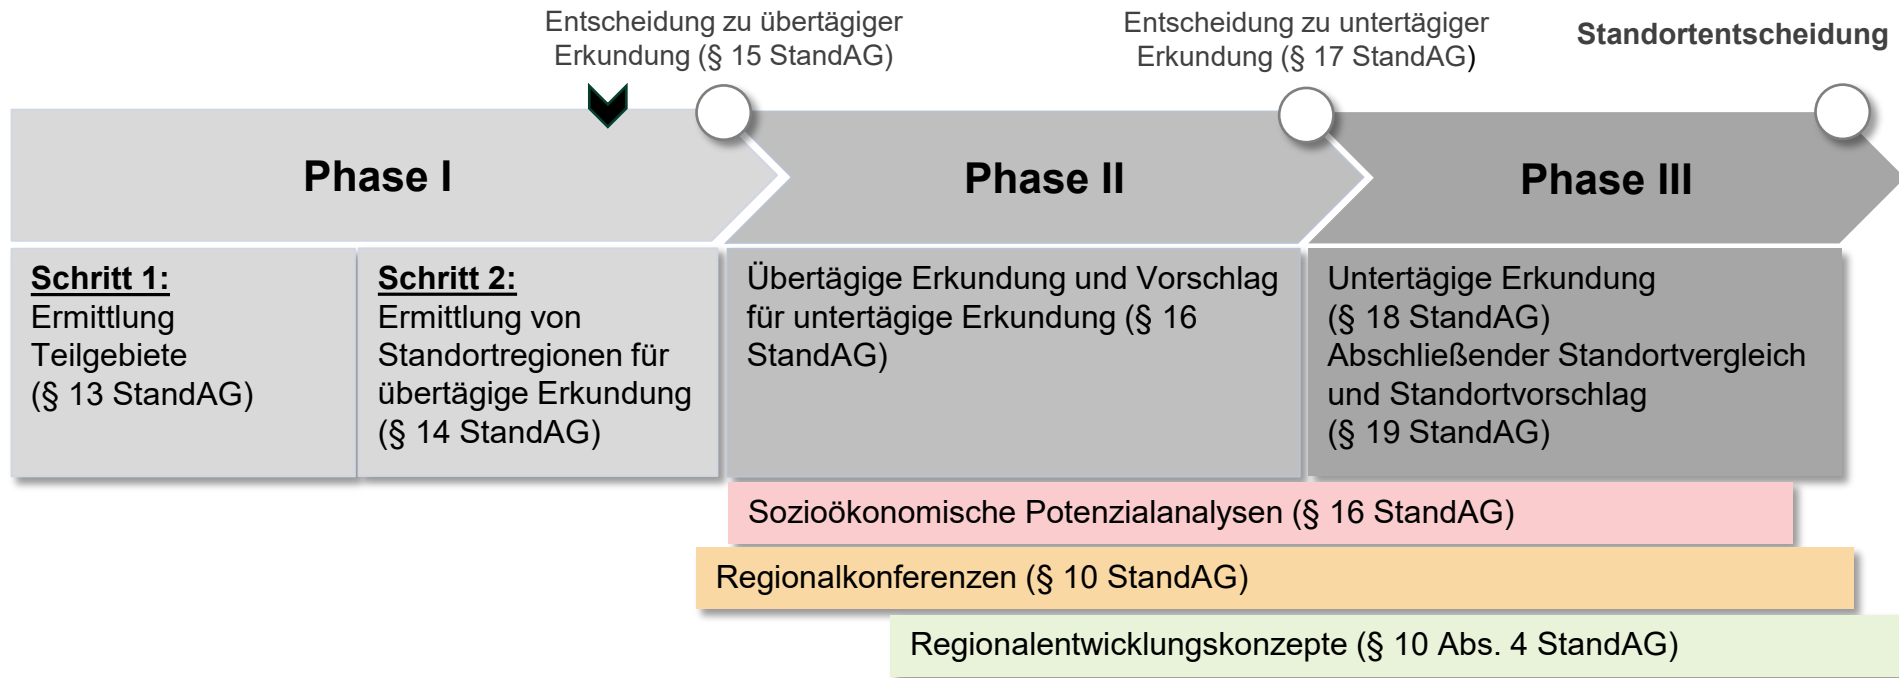 Entscheidung zu übertägiger
Erkundung (§ 15 StandAG)
Entscheidung zu untertägiger
Erkundung (§ 17 StandAG)
Standortentscheidung
Phase I
Phase II
Phase III
Schritt 1:
Ermittlung
Teilgebiete
(§ 13 StandAG)
Schritt 2:
Ermittlung von
Standortregionen für
übertägige Erkundung
(§ 14 StandAG)
Übertägige Erkundung und Vorschlag
für untertägige Erkundung (§ 16
StandAG)
Untertägige Erkundung
(§ 18 StandAG)
Abschließender Standortvergleich
und Standortvorschlag
(§ 19 StandAG)
Sozioökonomische Potenzialanalysen (§ 16 StandAG)
Regionalkonferenzen (§ 10 StandAG)
Regionalentwicklungskonzepte (§ 10 Abs. 4 StandAG)